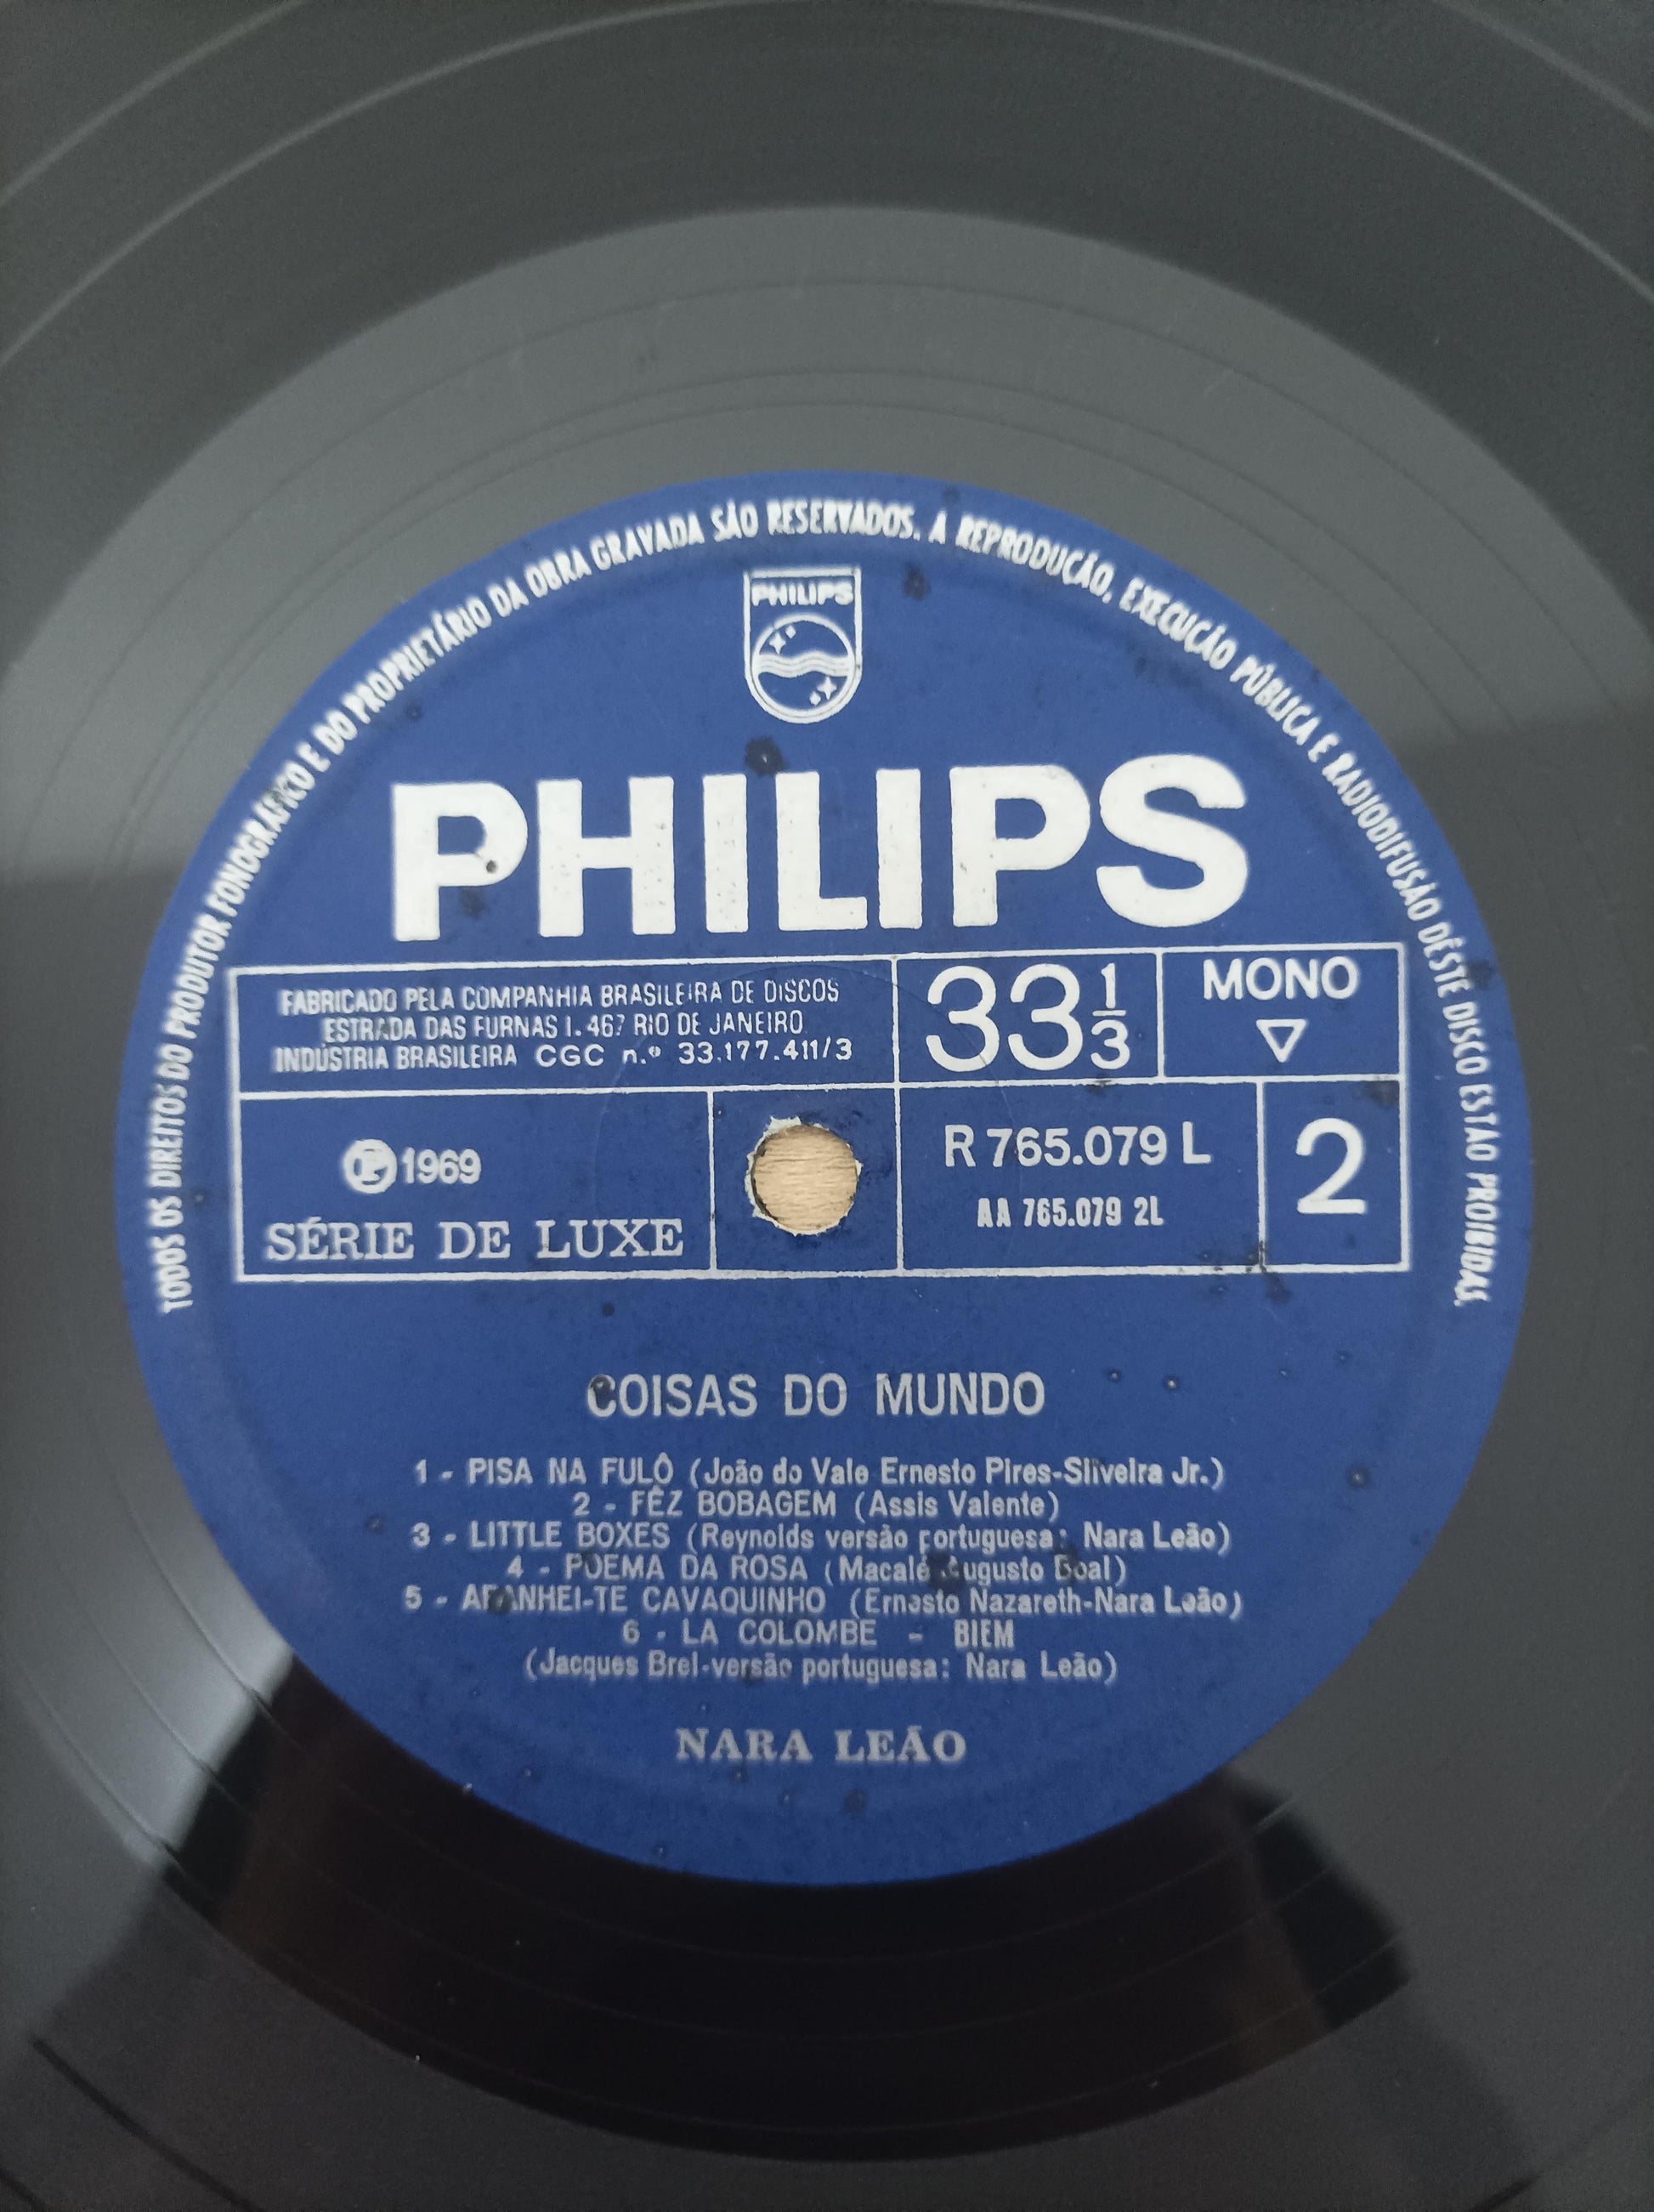 TODOS OS DIREITOS DO PRODUTOR FONOGRÁFICO E DO PROPRIETÁRIO DA OBRA GRAVADA SÃO RESERVADOS. A REPRODUÇÃO, EXECUÇÃO PÚBLICA E RADIODIFUSÃO DÊSTE DISCO ESTÃO PROIBIDAS.
PHILIPS
PHILIPS
FABRICADO PELA COMPANHIA BRASILEIRA DE DISCOS
ESTRADA DAS FURNAS 1.467 RIO DE JANEIRO
INDÚSTRIA BRASILEIRA CGC n.º 33.177.411/3
33 1/3
MONO
▽
Ⓟ 1969
SÉRIE DE LUXE
R 765.079 L
AA 765.079 2L
2
COISAS DO MUNDO
1 - PISA NA FULÔ (João do Vale Ernesto Pires-Silveira Jr.)
2 - FÊZ BOBAGEM (Assis Valente)
3 - LITTLE BOXES (Reynolds versão portuguesa: Nara Leão)
4 - POEMA DA ROSA (Macalé Augusto Boal)
5 - APANHEI-TE CAVAQUINHO (Ernesto Nazareth-Nara Leão)
6 - LA COLOMBE - BIEM
(Jacques Brel-versão portuguesa: Nara Leão)
NARA LEÃO